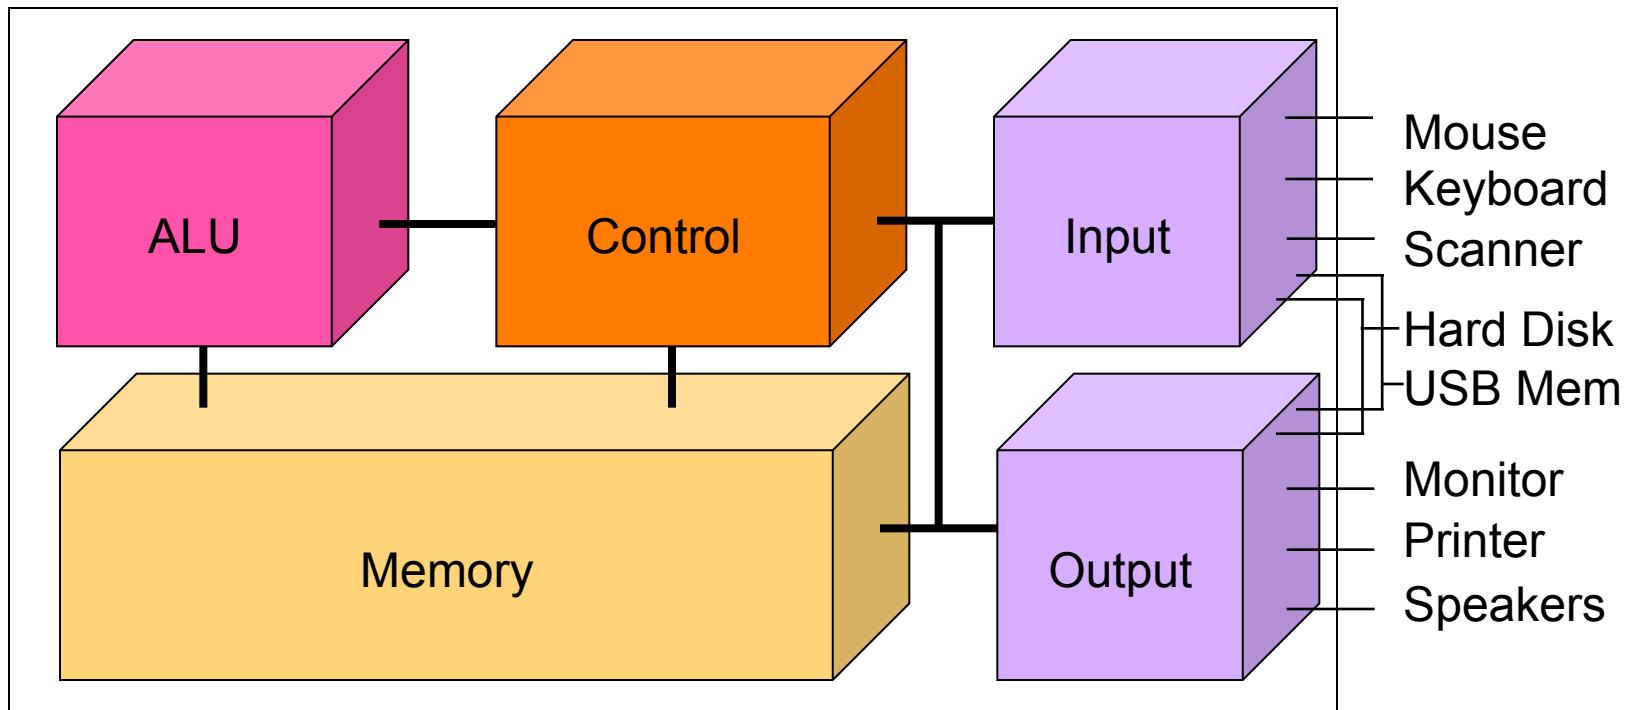 ALU
Control
Input
Mouse
Keyboard
Scanner
Hard Disk
USB Mem
Memory
Output
Monitor
Printer
Speakers